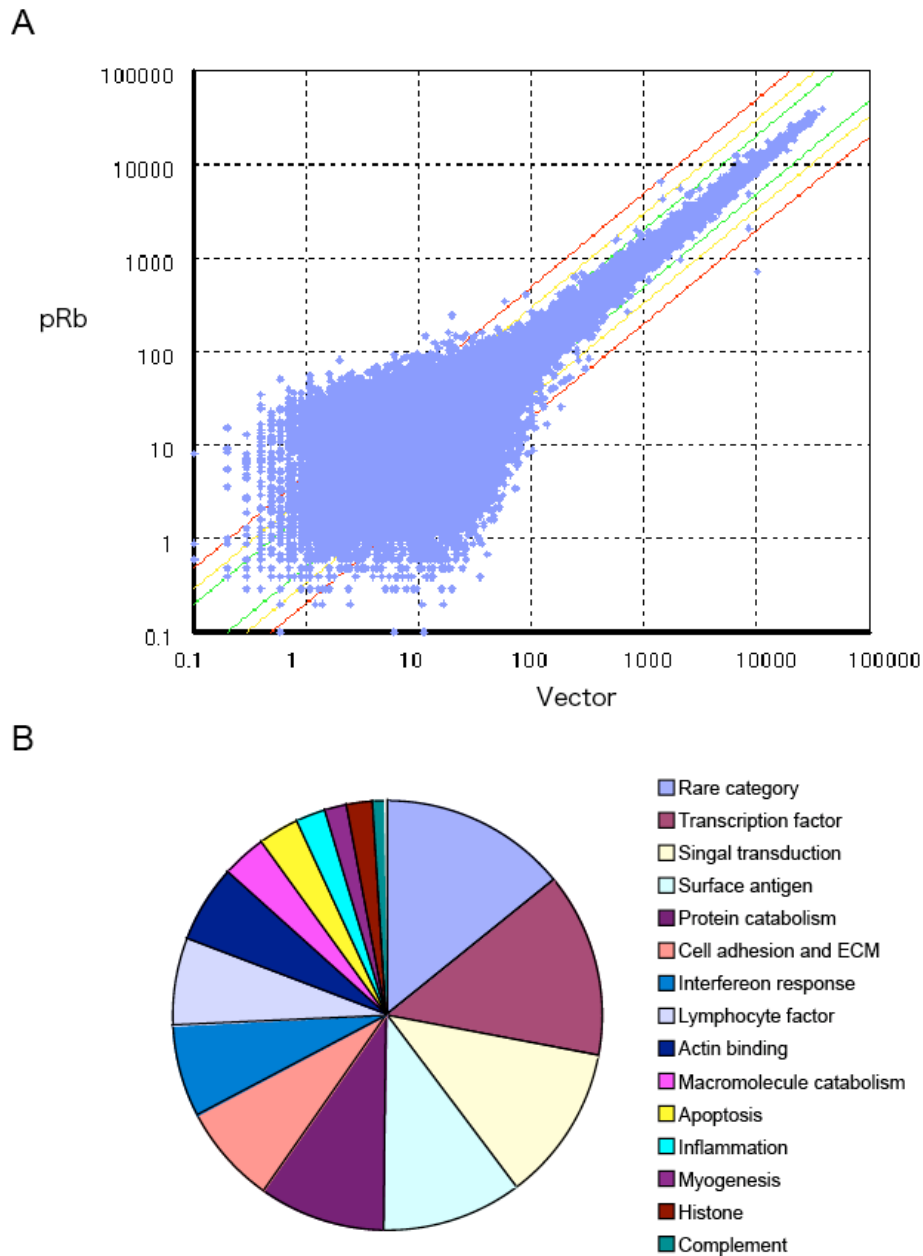 A
100000
10000
1000
pRb
100
10
1
0.1
0.1 1 10 100 1000 10000 100000
Vector
B
Rare category
Transcription factor
Singal transduction
Surface antigen
Protein catabolism
Cell adhesion and ECM
Interfereon response
Lymphocyte factor
Actin binding
Macromolecule catabolism
Apoptosis
Inflammation
Myogenesis
Histone
Complement